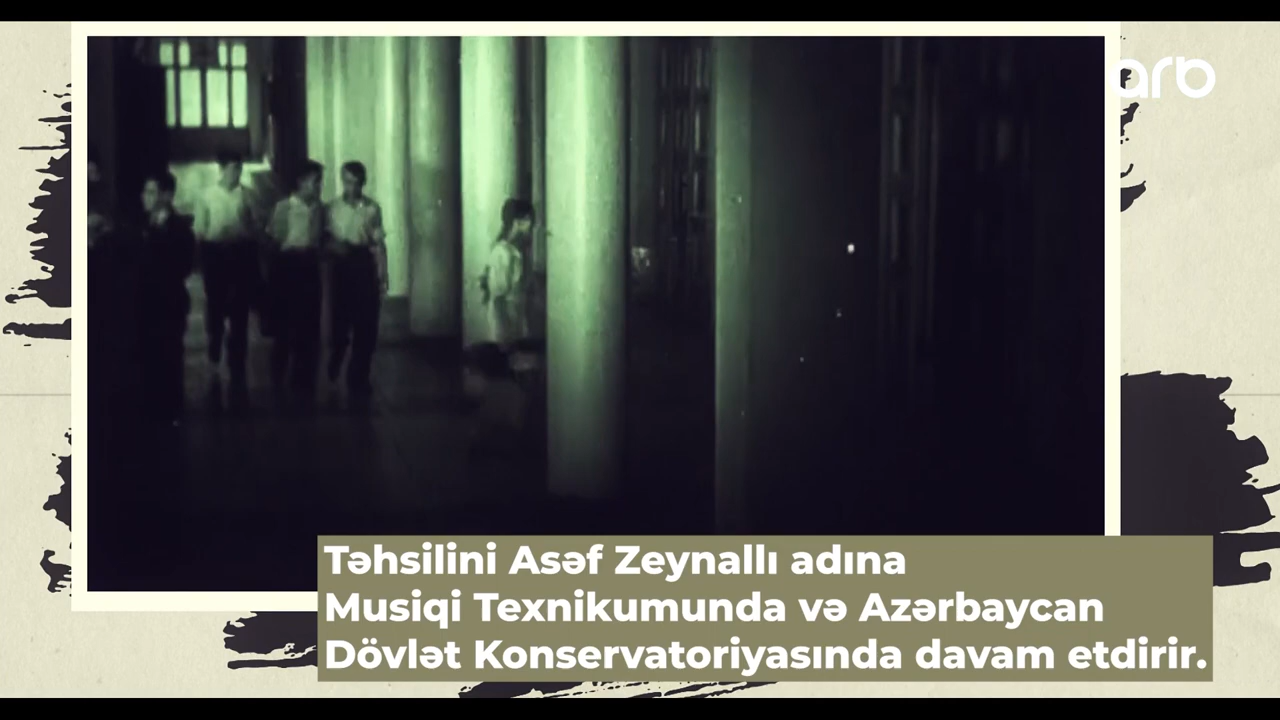 arb
Təhsilini Asəf Zeynallı adına
Musiqi Texnikumunda və Azərbaycan
Dövlət Konservatoriyasında davam etdirir.